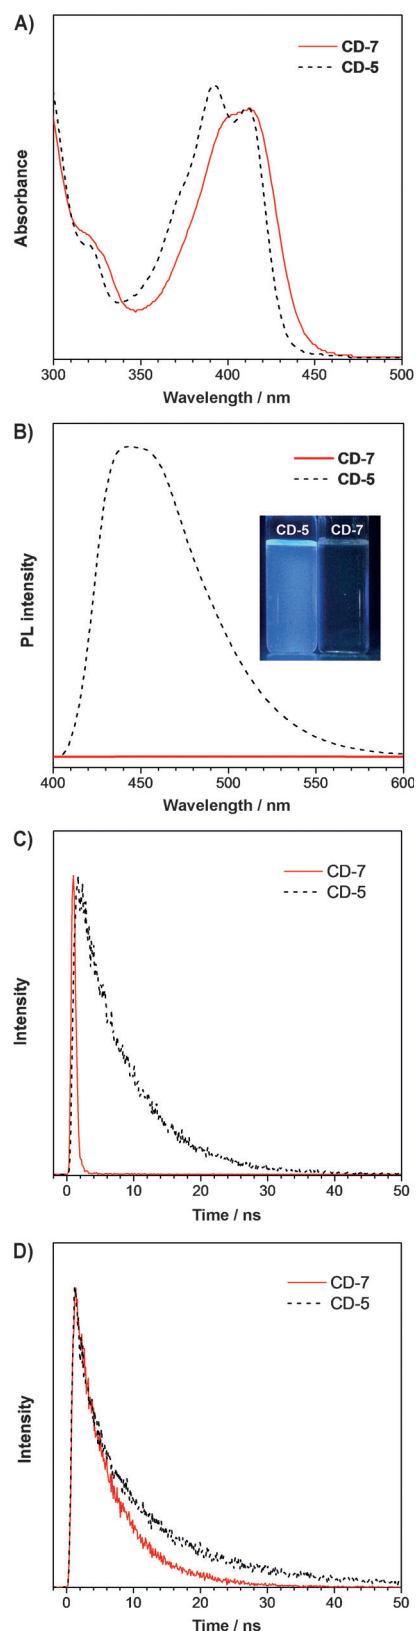 A)
CD-7
CD-5
Absorbance
300 350 400 450 500
Wavelength / nm
B)
CD-7
CD-5
CD-5 CD-7
PL intensity
400 450 500 550 600
Wavelength / nm
C)
CD-7
CD-5
Intensity
0 10 20 30 40 50
Time / ns
D)
CD-7
CD-5
Intensity
0 10 20 30 40 50
Time / ns